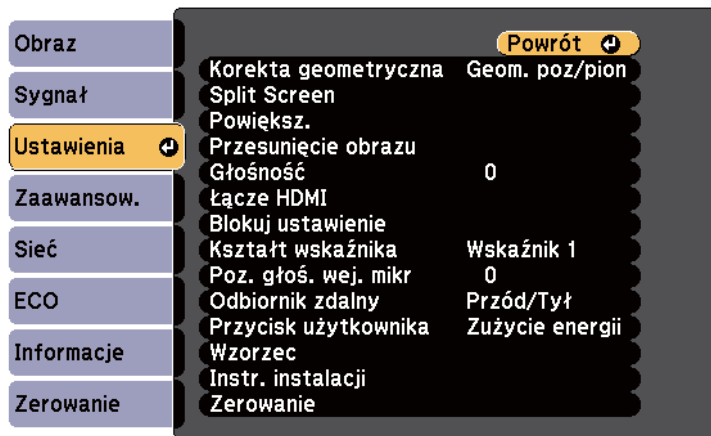 Obraz
Sygnał
Ustawienia
Zaawansow.
Sieć
ECO
Informacje
Zerowanie
Powrót
Korekta geometryczna Geom. poz/pion
Split Screen
Powiększ.
Przesunięcie obrazu
Głośność 0
Łącze HDMI
Blokuj ustawienie
Kształt wskaźnika Wskaźnik 1
Poz. głoś. wej. mikr 0
Odbiornik zdalny Przód/Tył
Przycisk użytkownika Zużycie energii
Wzorzec
Instr. instalacji
Zerowanie